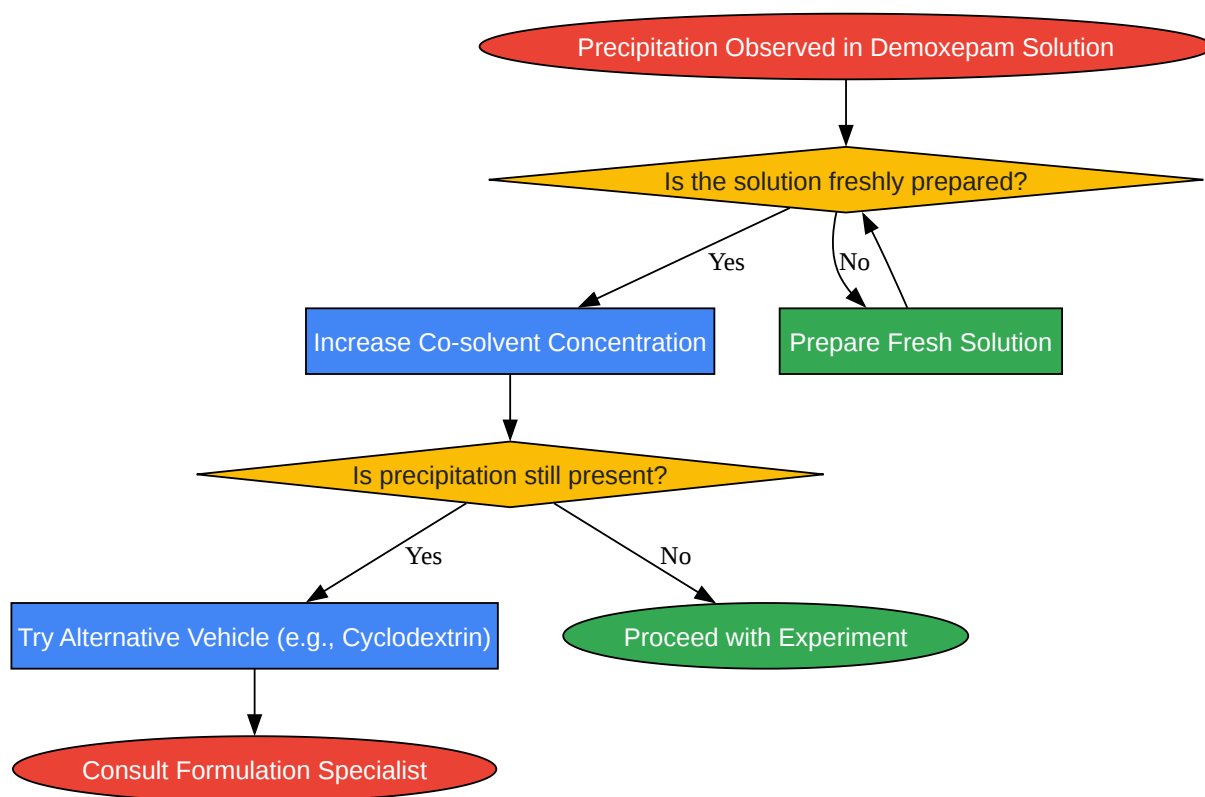 Precipitation Observed in Demoxepam Solution
Is the solution freshly prepared?
Yes
No
Increase Co-solvent Concentration
Prepare Fresh Solution
Is precipitation still present?
Yes
No
Try Alternative Vehicle (e.g., Cyclodextrin)
Proceed with Experiment
Consult Formulation Specialist